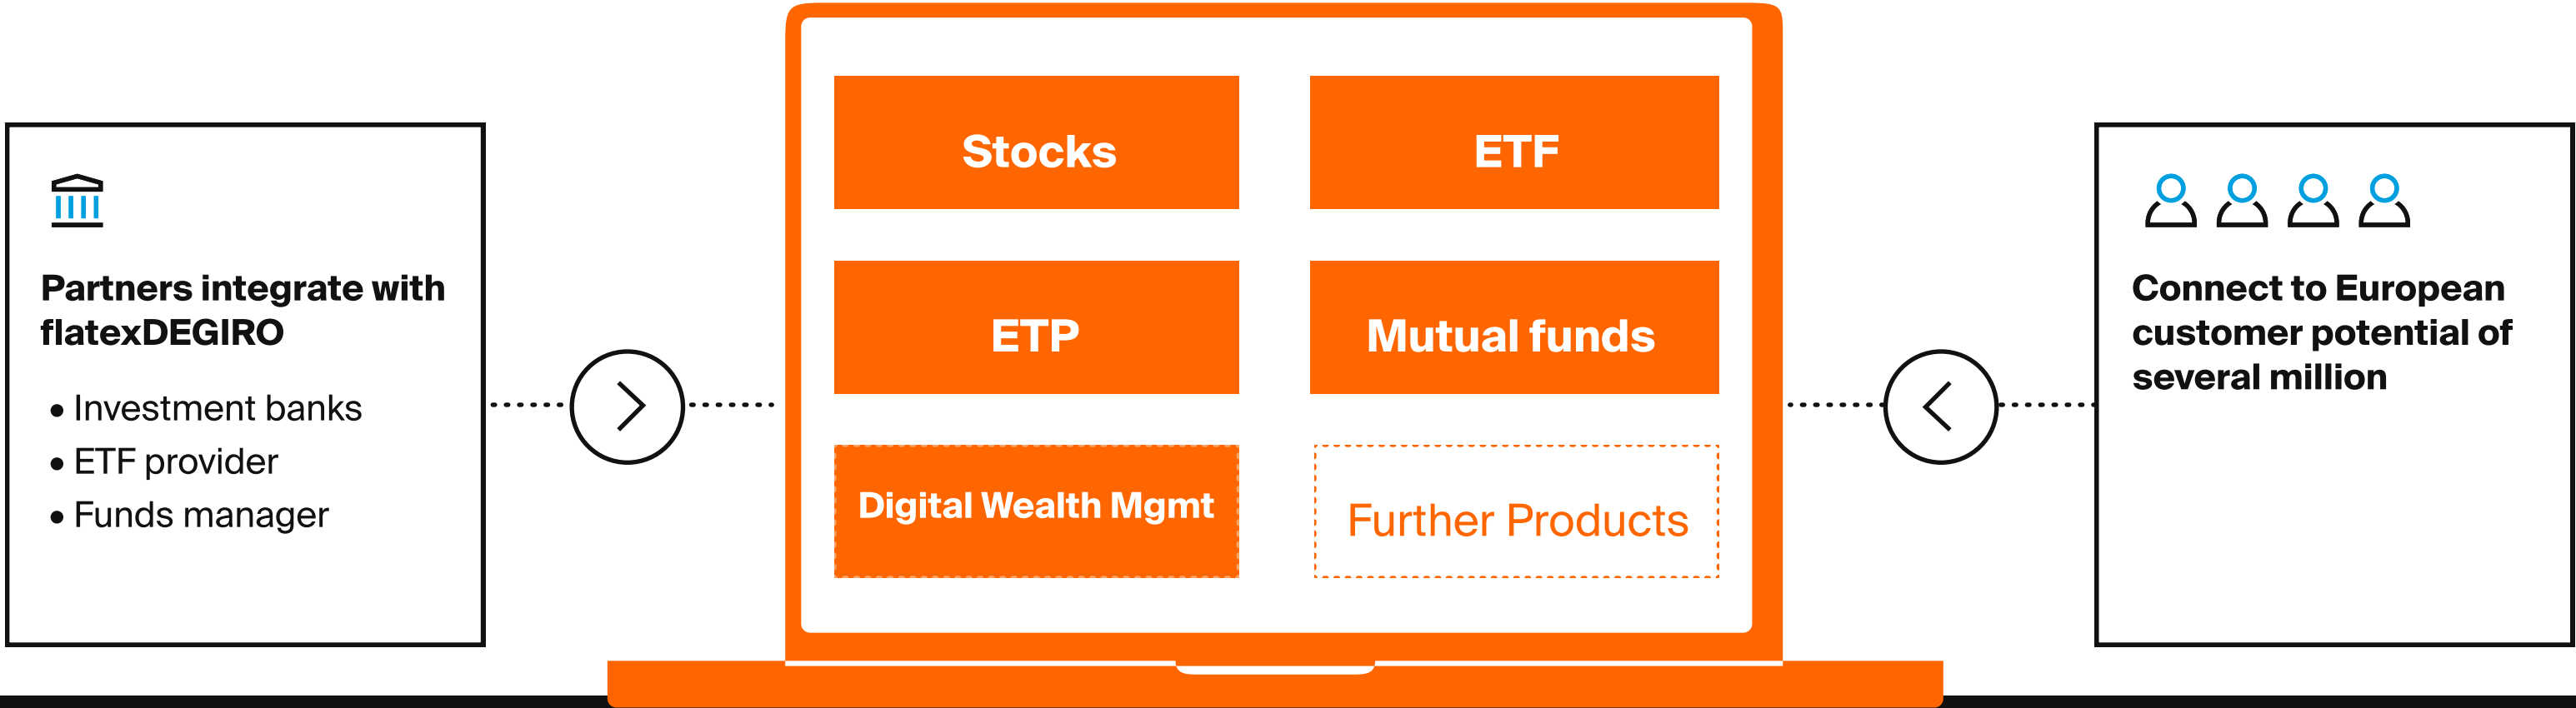 Partners integrate with
flatexDEGIRO
• Investment banks
• ETF provider
• Funds manager
Stocks
ETF
ETP
Mutual funds
Digital Wealth Mgmt
Further Products
Connect to European
customer potential of
several million